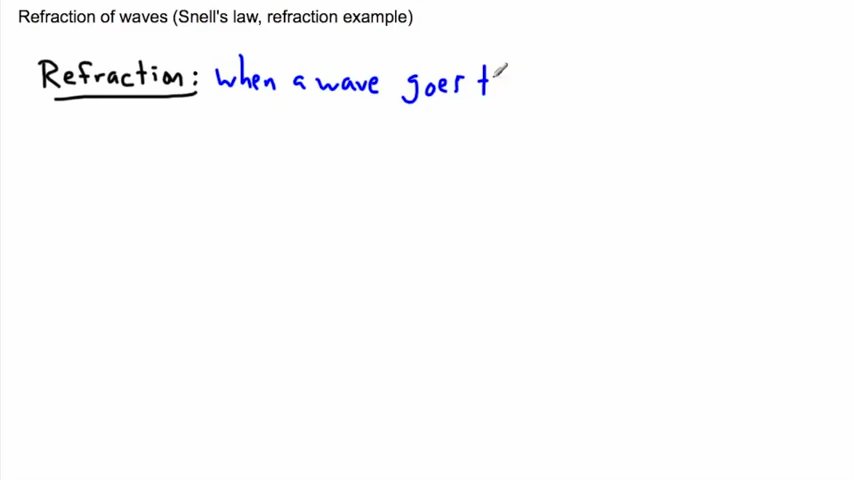 Refraction of waves (Snell's law, refraction example)
Refraction: when a wave goes t